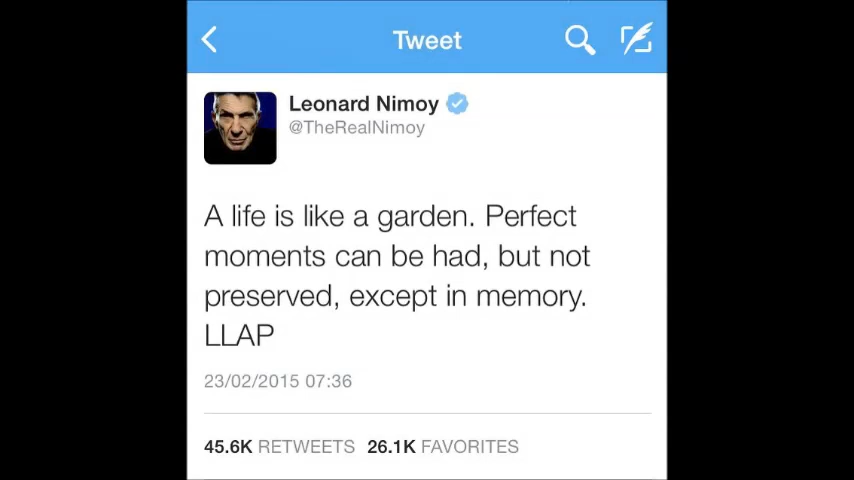 Tweet
Leonard Nimoy
@TheRealNimoy
A life is like a garden. Perfect
moments can be had, but not
preserved, except in memory.
LLAP
23/02/2015 07:36
45.6K RETWEETS 26.1K FAVORITES